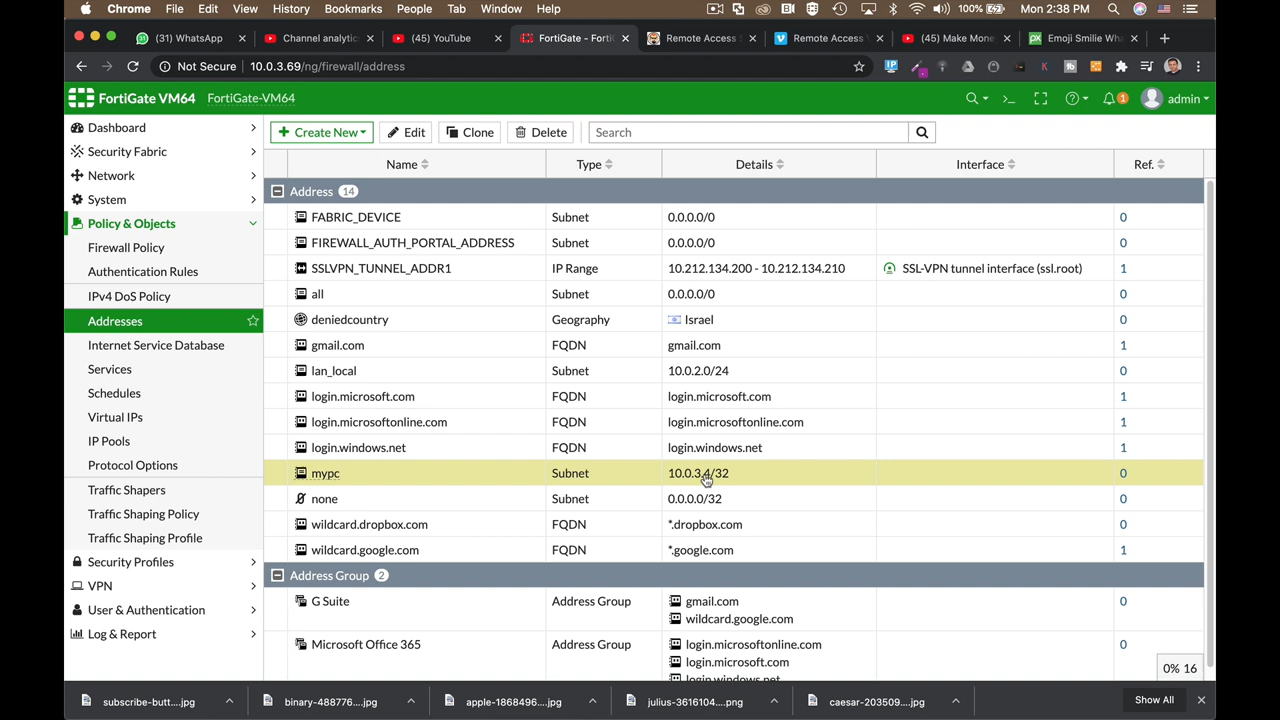 Chrome File Edit View History Bookmarks People Tab Window Help 100% Mon 2:38 PM
(31) WhatsApp Channel analytic (45) YouTube FortiGate - Forti Remote Access Remote Access (45) Make Mone Emoji Smilie Wha
Not Secure 10.0.3.69/ng/firewall/address
FortiGate VM64 FortiGate-VM64 1 admin
Dashboard
Security Fabric
Network
System
Policy & Objects
Firewall Policy
Authentication Rules
IPv4 DoS Policy
Addresses
Internet Service Database
Services
Schedules
Virtual IPs
IP Pools
Protocol Options
Traffic Shapers
Traffic Shaping Policy
Traffic Shaping Profile
Security Profiles
VPN
User & Authentication
Log & Report
+ Create New Edit Clone Delete Search
Name Type Details Interface Ref.
Address 14
FABRIC_DEVICE Subnet 0.0.0.0/0 0
FIREWALL_AUTH_PORTAL_ADDRESS Subnet 0.0.0.0/0 0
SSLVPN_TUNNEL_ADDR1 IP Range 10.212.134.200 - 10.212.134.210 SSL-VPN tunnel interface (ssl.root) 1
all Subnet 0.0.0.0/0 0
deniedcountry Geography Israel 0
gmail.com FQDN gmail.com 1
lan_local Subnet 10.0.2.0/24 0
login.microsoft.com FQDN login.microsoft.com 1
login.microsoftonline.com FQDN login.microsoftonline.com 1
login.windows.net FQDN login.windows.net 1
mypc Subnet 10.0.3.4/32 0
none Subnet 0.0.0.0/32 0
wildcard.dropbox.com FQDN *.dropbox.com 0
wildcard.google.com FQDN *.google.com 1
Address Group 2
G Suite Address Group gmail.com 0
wildcard.google.com
Microsoft Office 365 Address Group login.microsoftonline.com 0
login.microsoft.com
login.windows.net
0% 16
subscribe-butt....jpg binary-488776....jpg apple-1868496....jpg julius-3616104....png caesar-203509....jpg Show All